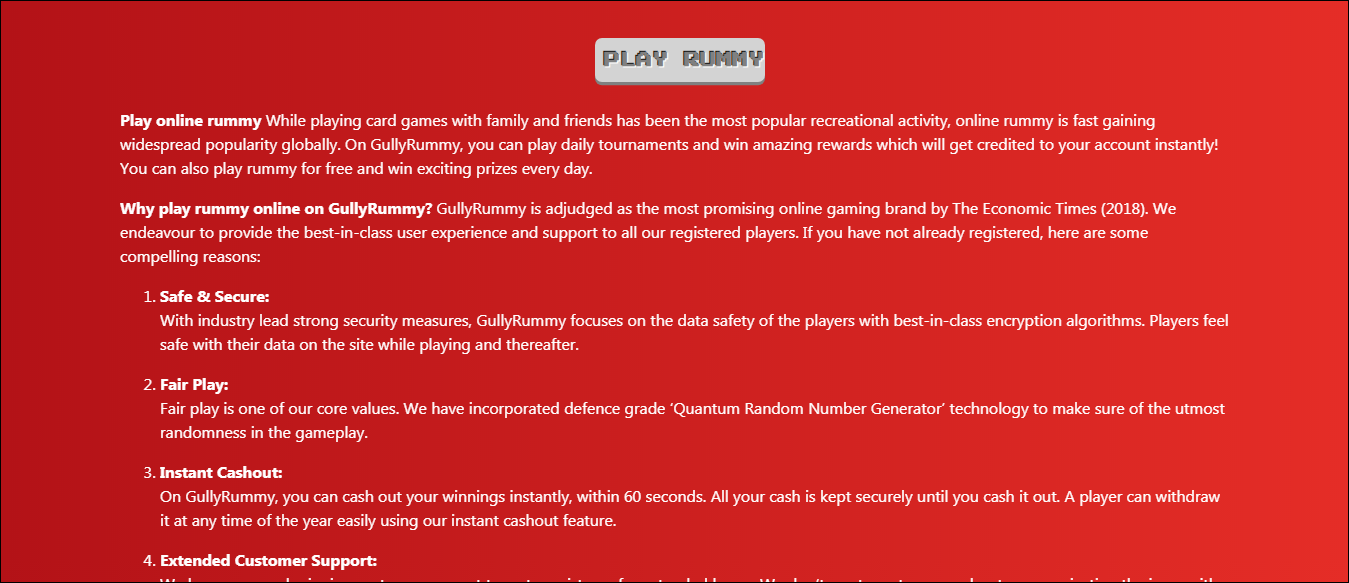 PLAY RUMMY
Play online rummy While playing card games with family and friends has been the most popular recreational activity, online rummy is fast gaining
widespread popularity globally. On GullyRummy, you can play daily tournaments and win amazing rewards which will get credited to your account instantly!
You can also play rummy for free and win exciting prizes every day.
Why play rummy online on GullyRummy? GullyRummy is adjudged as the most promising online gaming brand by The Economic Times (2018). We
endeavour to provide the best-in-class user experience and support to all our registered players. If you have not already registered, here are some
compelling reasons:
1. Safe & Secure:
With industry lead strong security measures, GullyRummy focuses on the data safety of the players with best-in-class encryption algorithms. Players feel
safe with their data on the site while playing and thereafter.
2. Fair Play:
Fair play is one of our core values. We have incorporated defence grade ‘Quantum Random Number Generator’ technology to make sure of the utmost
randomness in the gameplay.
3. Instant Cashout:
On GullyRummy, you can cash out your winnings instantly, within 60 seconds. All your cash is kept securely until you cash it out. A player can withdraw
it at any time of the year easily using our instant cashout feature.
4. Extended Customer Support: